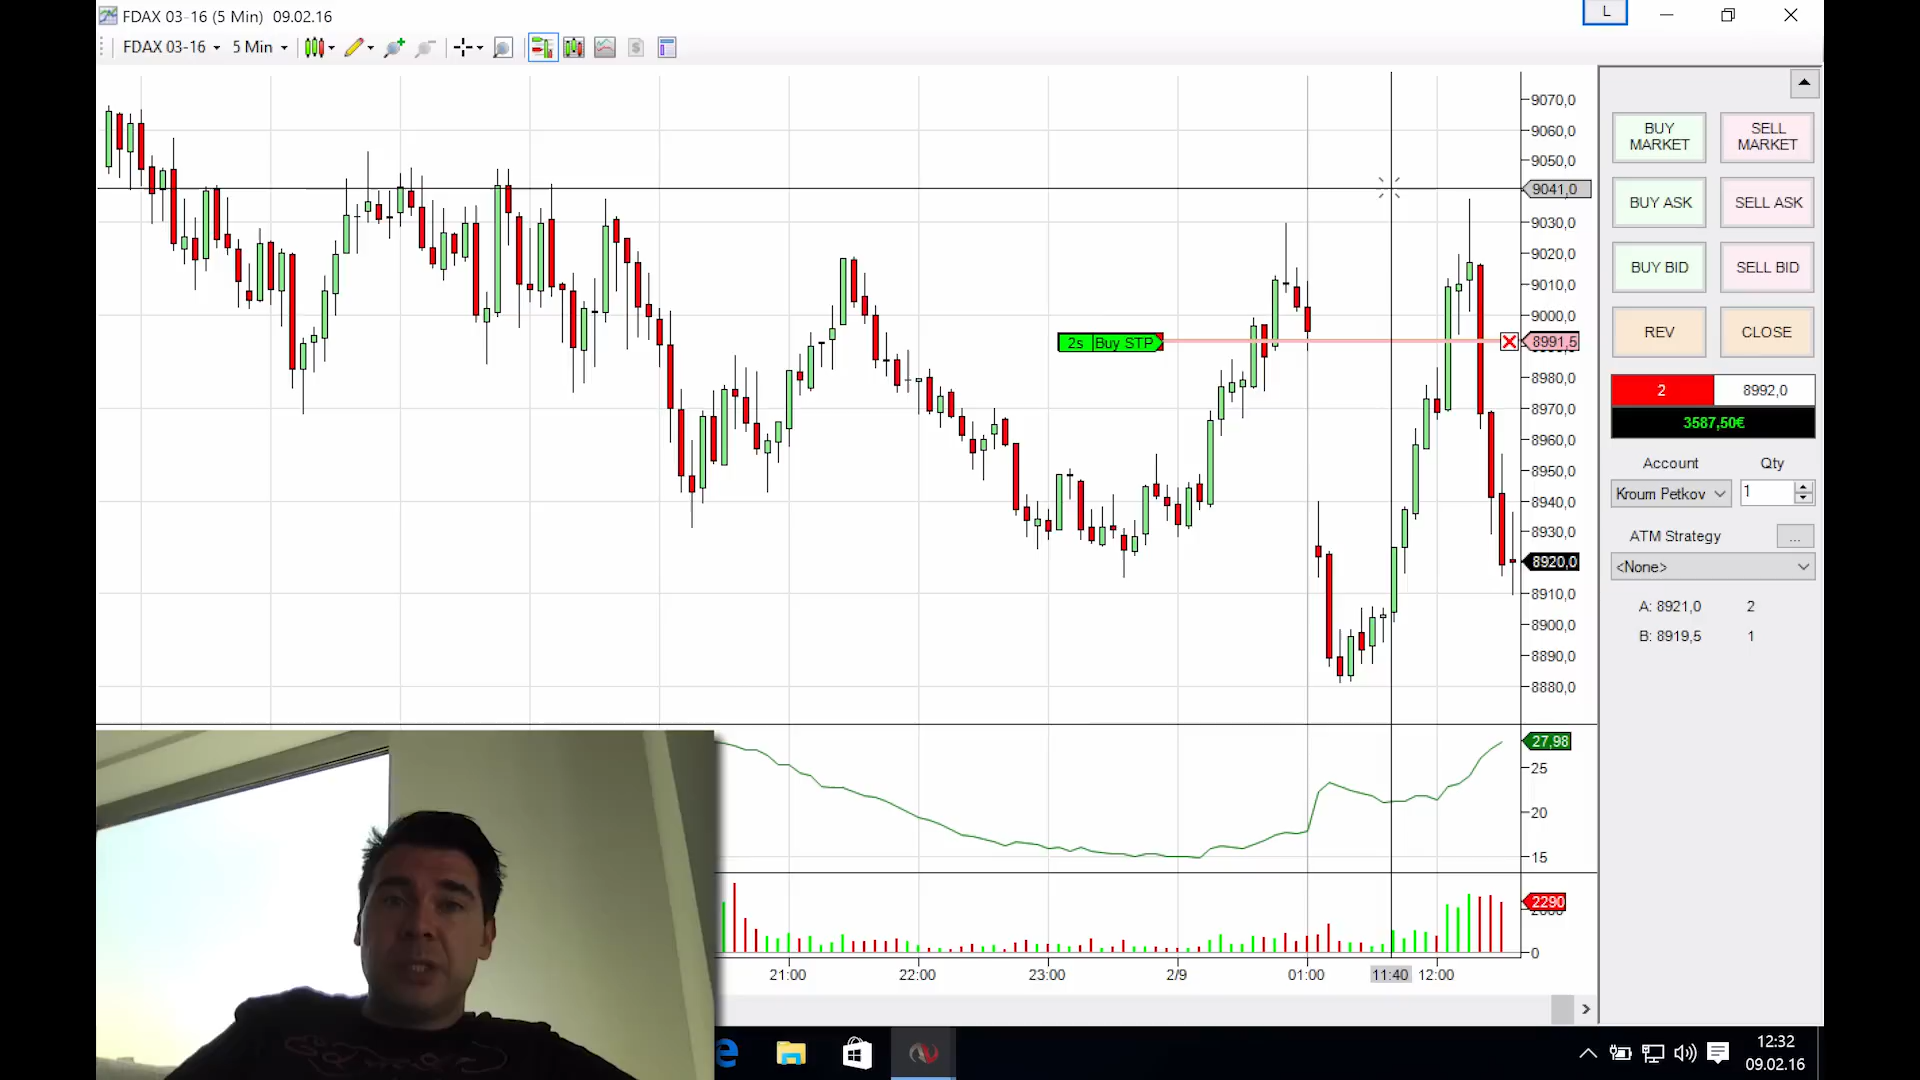 FDAX 03-16 (5 Min) 09.02.16
L
FDAX 03-16 5 Min
9070,0
9060,0
9050,0
9041,0
9030,0
9020,0
9010,0
9000,0
2s Buy STP
8991,5
8980,0
8970,0
8960,0
8950,0
8940,0
8930,0
8920,0
8910,0
8900,0
8890,0
8880,0
BUY MARKET
SELL MARKET
BUY ASK
SELL ASK
BUY BID
SELL BID
REV
CLOSE
2
8992,0
3587,50€
Account
Qty
Kroum Petkov
1
ATM Strategy
...
<None>
A: 8921,0 2
B: 8919,5 1
27,98
25
20
15
2290
0
21:00
22:00
23:00
2/9
01:00
11:40
12:00
12:32
09.02.16